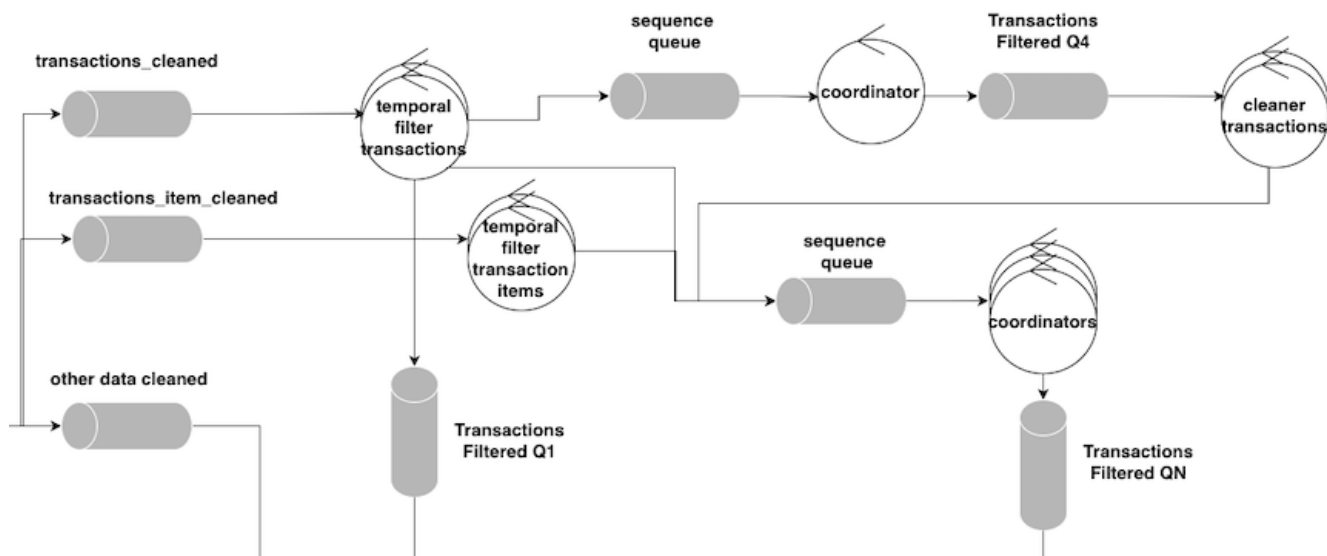 transactions_cleaned
temporal
filter
transactions
sequence
queue
coordinator
Transactions
Filtered Q4
cleaner
transactions
transactions_item_cleaned
temporal
filter
transaction
items
sequence
queue
coordinators
other data cleaned
Transactions
Filtered Q1
Transactions
Filtered QN